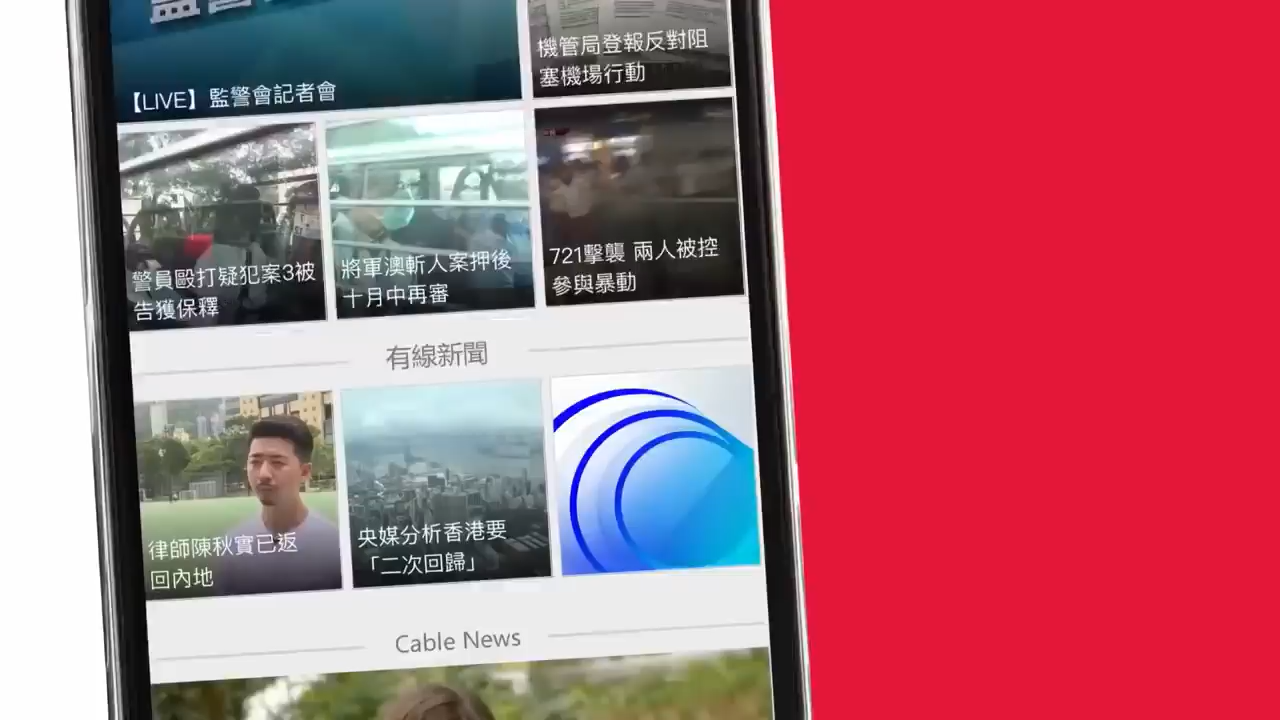 機管局登報反對阻
塞機場行動
【LIVE】監警會記者會
警員毆打疑犯案3被
告獲保釋
將軍澳斬人案押後
十月中再審
721擊襲 兩人被控
參與暴動
有線新聞
律師陳秋實已返
回內地
央媒分析香港要
「二次回歸」
Cable News